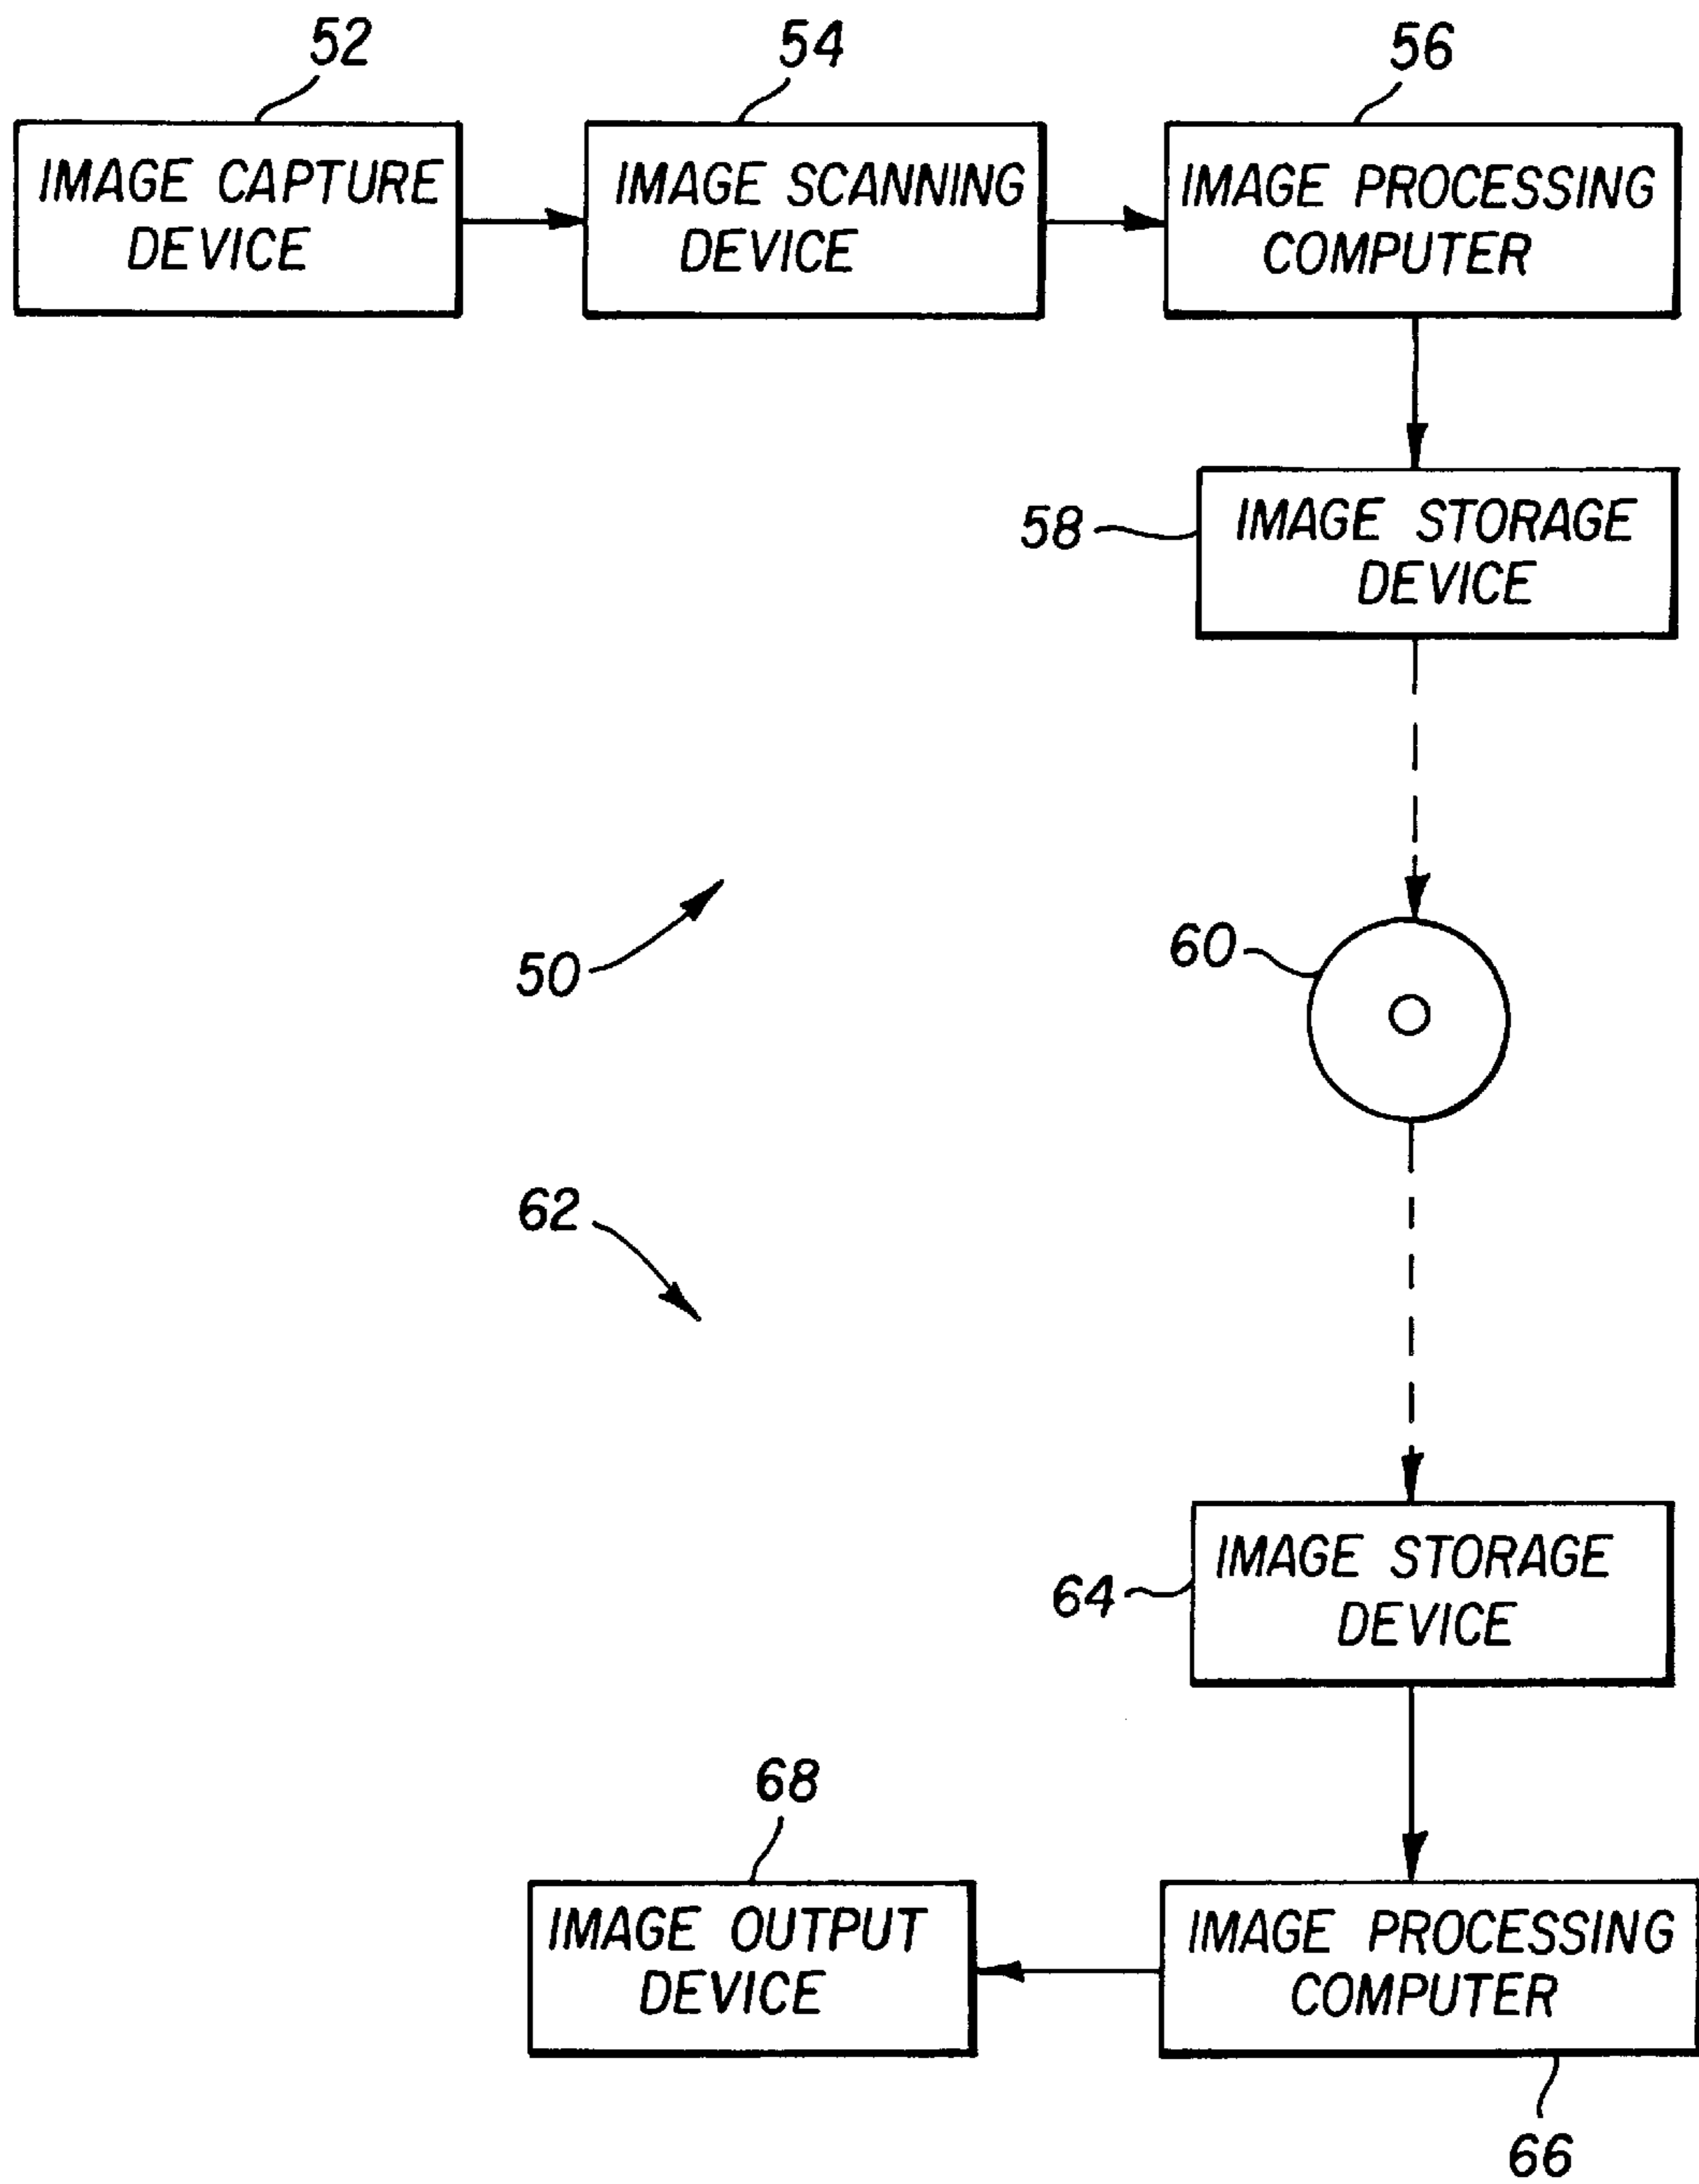 52
54
56
IMAGE CAPTURE
DEVICE
IMAGE SCANNING
DEVICE
IMAGE PROCESSING
COMPUTER
58
IMAGE STORAGE
DEVICE
50
60
62
64
IMAGE STORAGE
DEVICE
68
IMAGE OUTPUT
DEVICE
IMAGE PROCESSING
COMPUTER
66